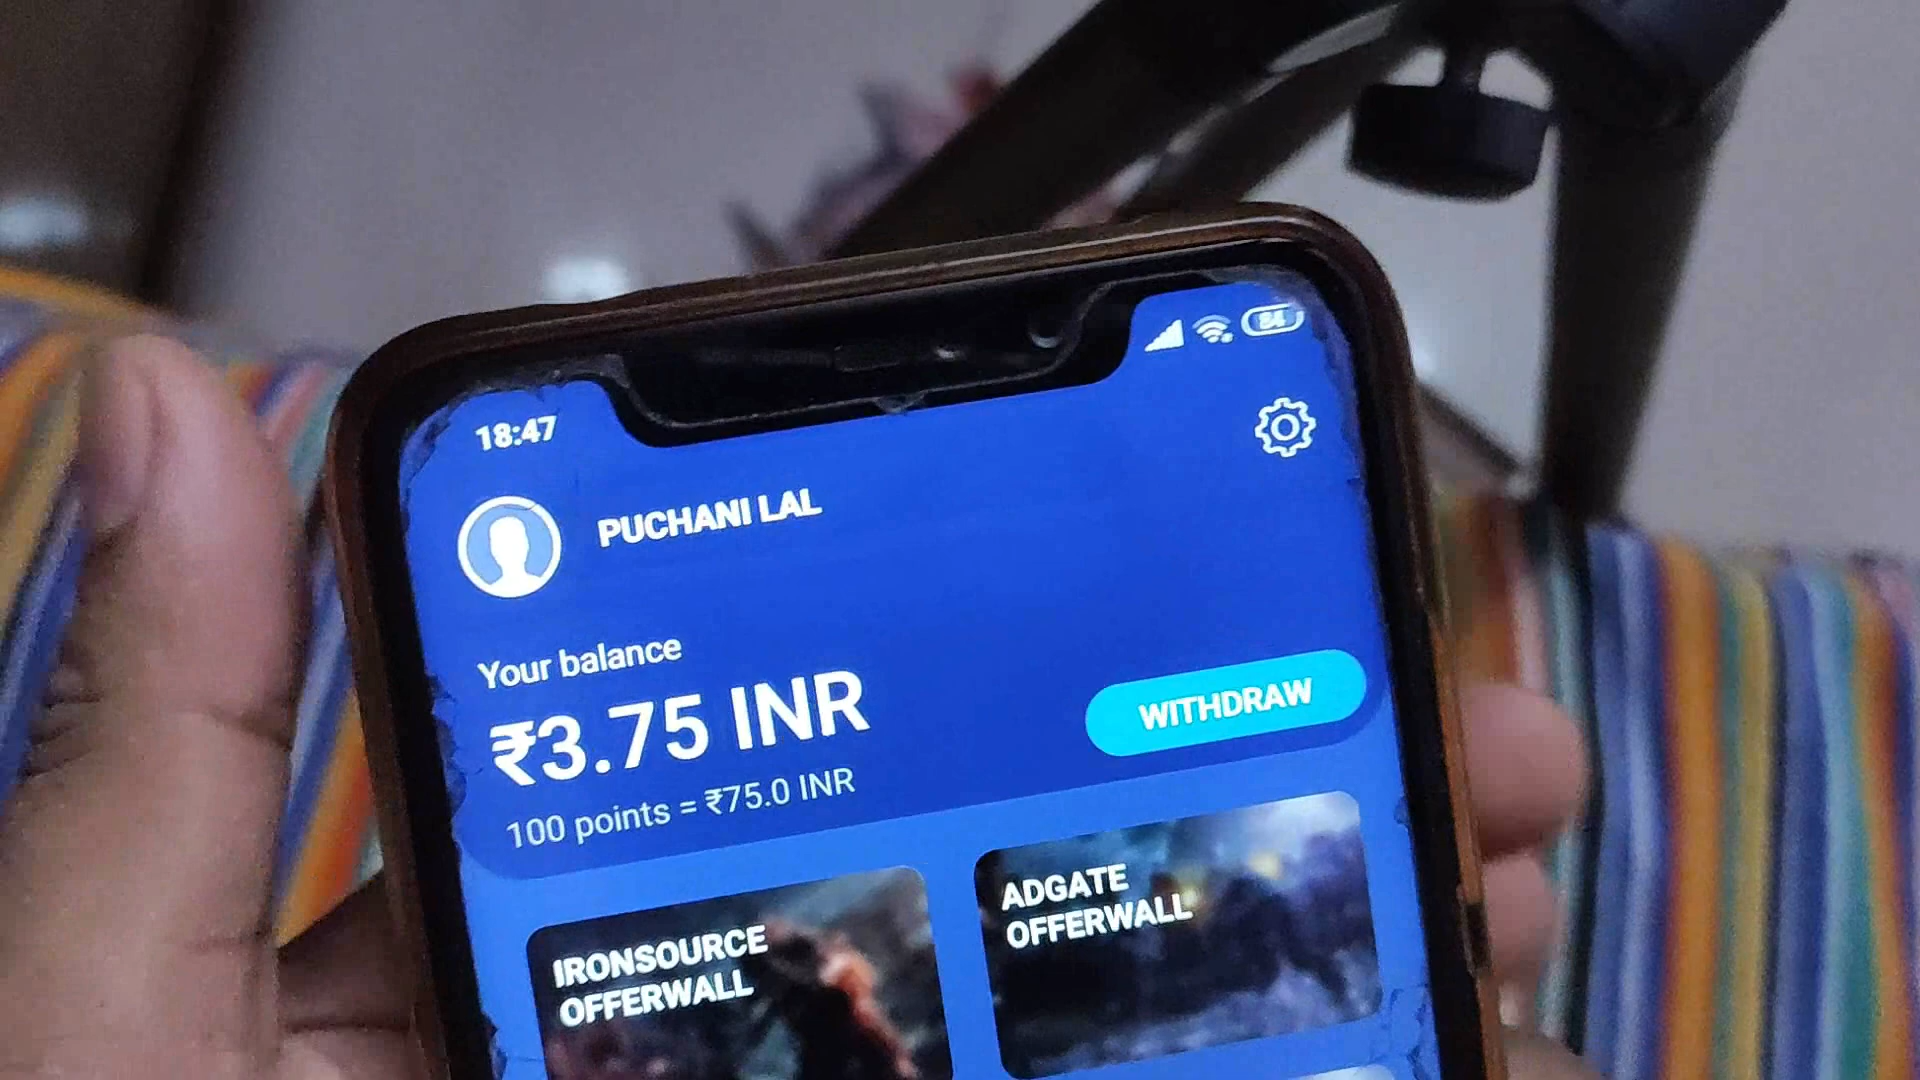 18:47
84
PUCHANI LAL
Your balance
₹3.75 INR
WITHDRAW
100 points = ₹75.0 INR
IRONSOURCE
OFFERWALL
ADGATE
OFFERWALL